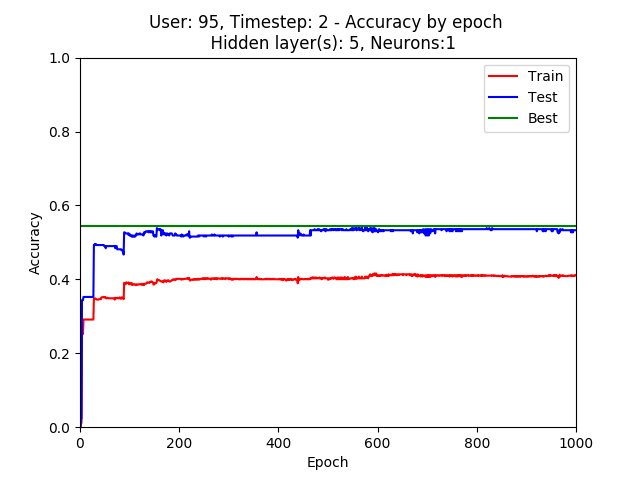 User: 95, Timestep: 2 - Accuracy by epoch
Hidden layer(s): 5, Neurons:1
1.0
0.8
0.6
0.4
0.2
0.0
Accuracy
Train
Test
Best
0 200 400 600 800 1000
Epoch